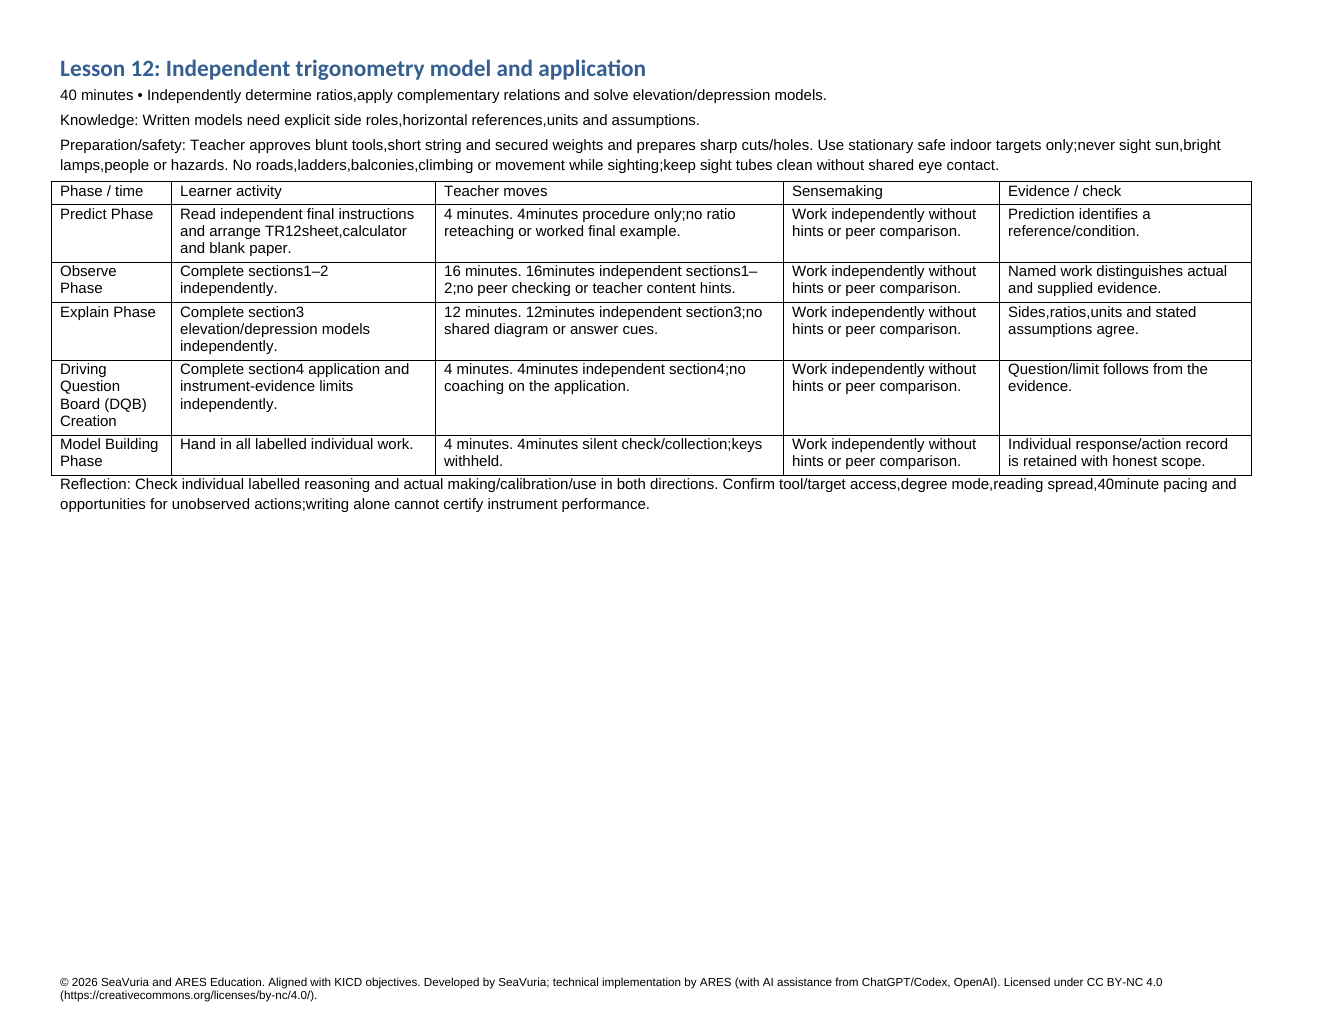 Lesson 12: Independent trigonometry model and application
40 minutes • Independently determine ratios,apply complementary relations and solve elevation/depression models.
Knowledge: Written models need explicit side roles,horizontal references,units and assumptions.
Preparation/safety: Teacher approves blunt tools,short string and secured weights and prepares sharp cuts/holes. Use stationary safe indoor targets only;never sight sun,bright
lamps,people or hazards. No roads,ladders,balconies,climbing or movement while sighting;keep sight tubes clean without shared eye contact.
Phase / time
Learner activity
Teacher moves
Sensemaking
Evidence / check
Predict Phase
Read independent final instructions
and arrange TR12sheet,calculator
and blank paper.
4 minutes. 4minutes procedure only;no ratio
reteaching or worked final example.
Work independently without
hints or peer comparison.
Prediction identifies a
reference/condition.
Observe
Phase
Complete sections1–2
independently.
16 minutes. 16minutes independent sections1–
2;no peer checking or teacher content hints.
Work independently without
hints or peer comparison.
Named work distinguishes actual
and supplied evidence.
Explain Phase
Complete section3
elevation/depression models
independently.
12 minutes. 12minutes independent section3;no
shared diagram or answer cues.
Work independently without
hints or peer comparison.
Sides,ratios,units and stated
assumptions agree.
Driving
Question
Board (DQB)
Creation
Complete section4 application and
instrument-evidence limits
independently.
4 minutes. 4minutes independent section4;no
coaching on the application.
Work independently without
hints or peer comparison.
Question/limit follows from the
evidence.
Model Building
Phase
Hand in all labelled individual work.
4 minutes. 4minutes silent check/collection;keys
withheld.
Work independently without
hints or peer comparison.
Individual response/action record
is retained with honest scope.
Reflection: Check individual labelled reasoning and actual making/calibration/use in both directions. Confirm tool/target access,degree mode,reading spread,40minute pacing and
opportunities for unobserved actions;writing alone cannot certify instrument performance.
© 2026 SeaVuria and ARES Education. Aligned with KICD objectives. Developed by SeaVuria; technical implementation by ARES (with AI assistance from ChatGPT/Codex, OpenAI). Licensed under CC BY-NC 4.0
(https://creativecommons.org/licenses/by-nc/4.0/).